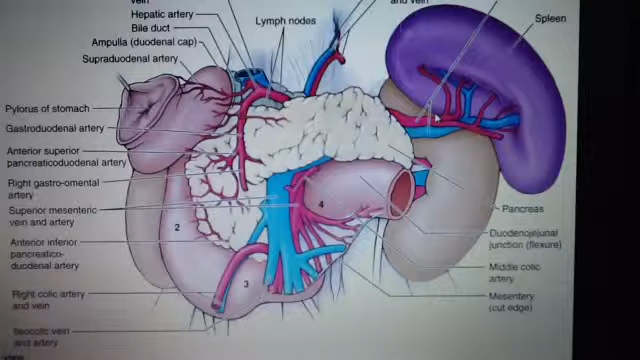 vein
Hepatic artery
Bile duct
Ampulla (duodenal cap)
Supraduodenal artery
Lymph nodes
and vein
Spleen
Pylorus of stomach
Gastroduodenal artery
Anterior superior
pancreaticoduodenal artery
Right gastro-omental
artery
Superior mesenteric
vein and artery
Anterior inferior
pancreatico-
duodenal artery
Right colic artery
and vein
Ileocolic vein
and artery
2
3
4
Pancreas
Duodenojejunal
junction (flexure)
Middle colic
artery
Mesentery
(cut edge)